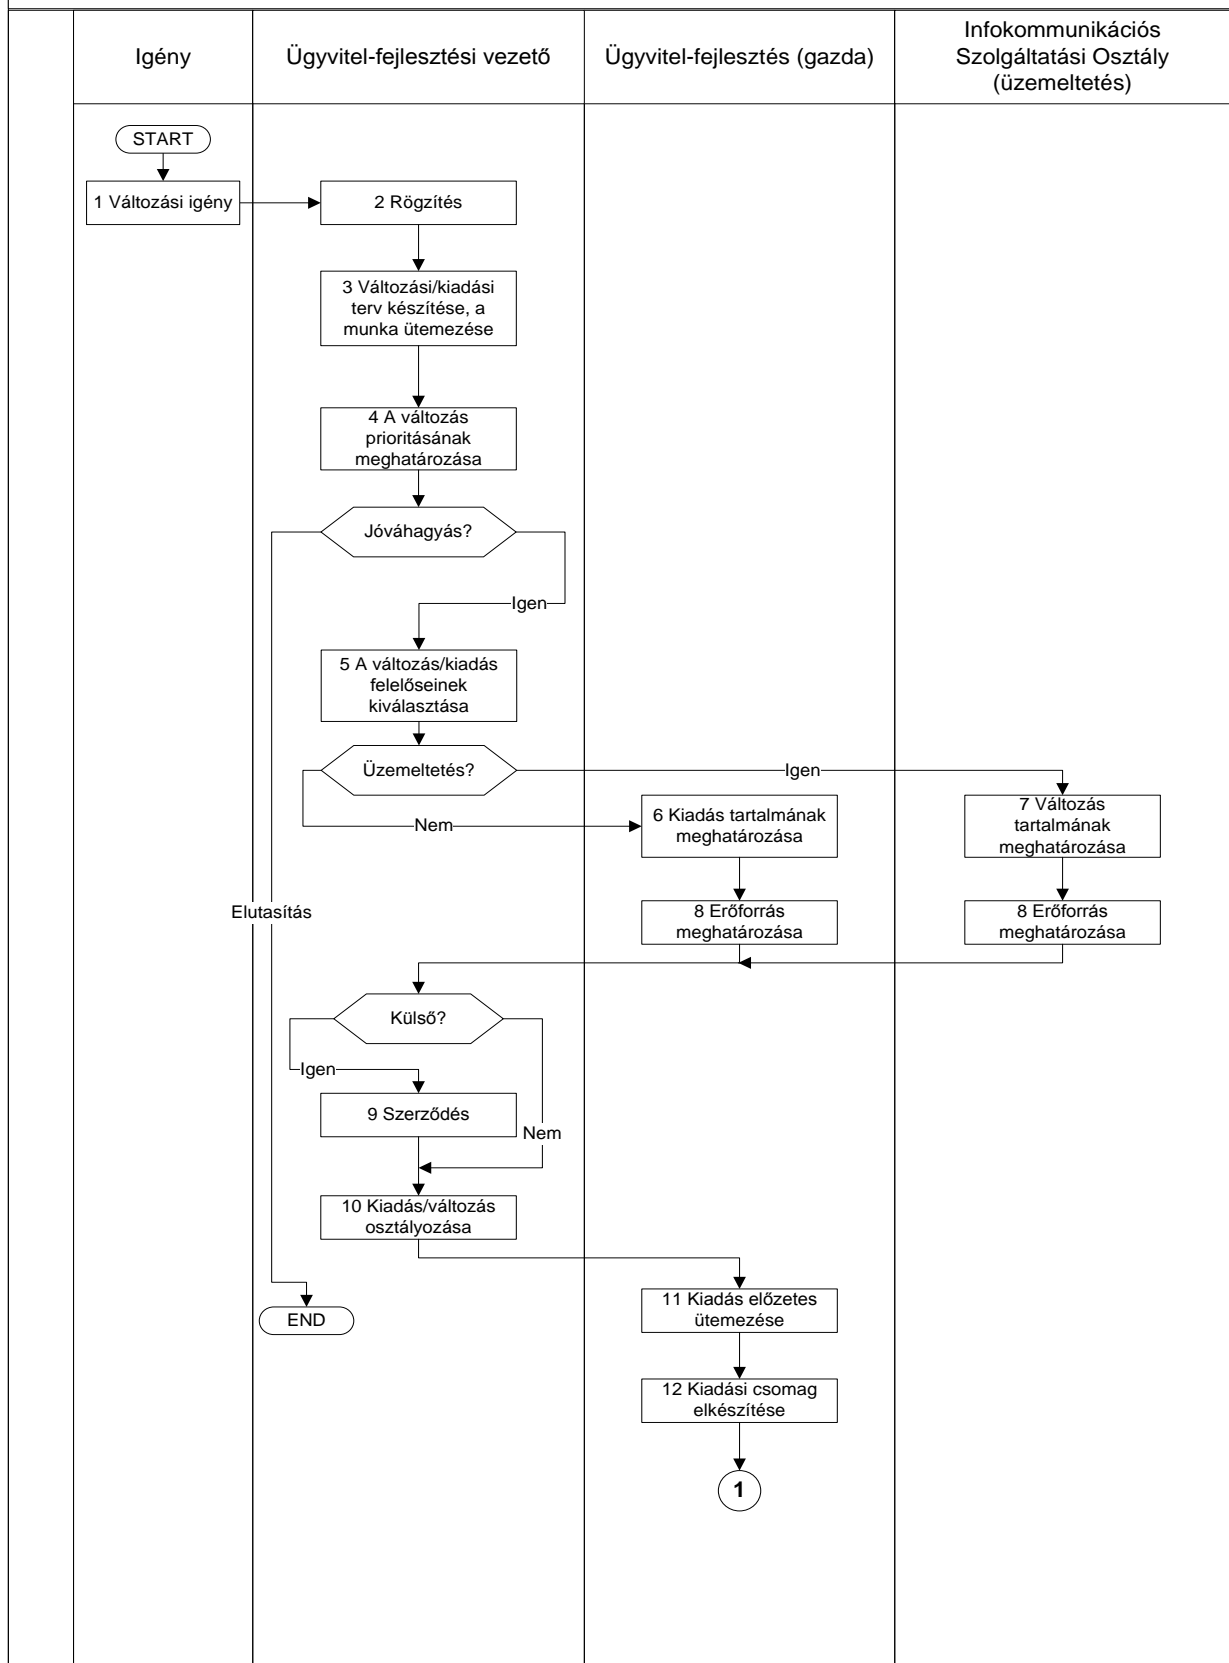 Igény
Ügyvitel-fejlesztési vezető
Ügyvitel-fejlesztés (gazda)
Infokommunikációs
Szolgáltatási Osztály
(üzemeltetés)
START
1 Változási igény
2 Rögzítés
3 Változási/kiadási
terv készítése, a
munka ütemezése
4 A változás
prioritásának
meghatározása
Jóváhagyás?
Igen
5 A változás/kiadás
felelőseinek
kiválasztása
Üzemeltetés?
Igen
Nem
6 Kiadás tartalmának
meghatározása
7 Változás
tartalmának
meghatározása
Elutasítás
8 Erőforrás
meghatározása
8 Erőforrás
meghatározása
Külső?
Igen
9 Szerződés
Nem
10 Kiadás/változás
osztályozása
11 Kiadás előzetes
ütemezése
END
12 Kiadási csomag
elkészítése
1